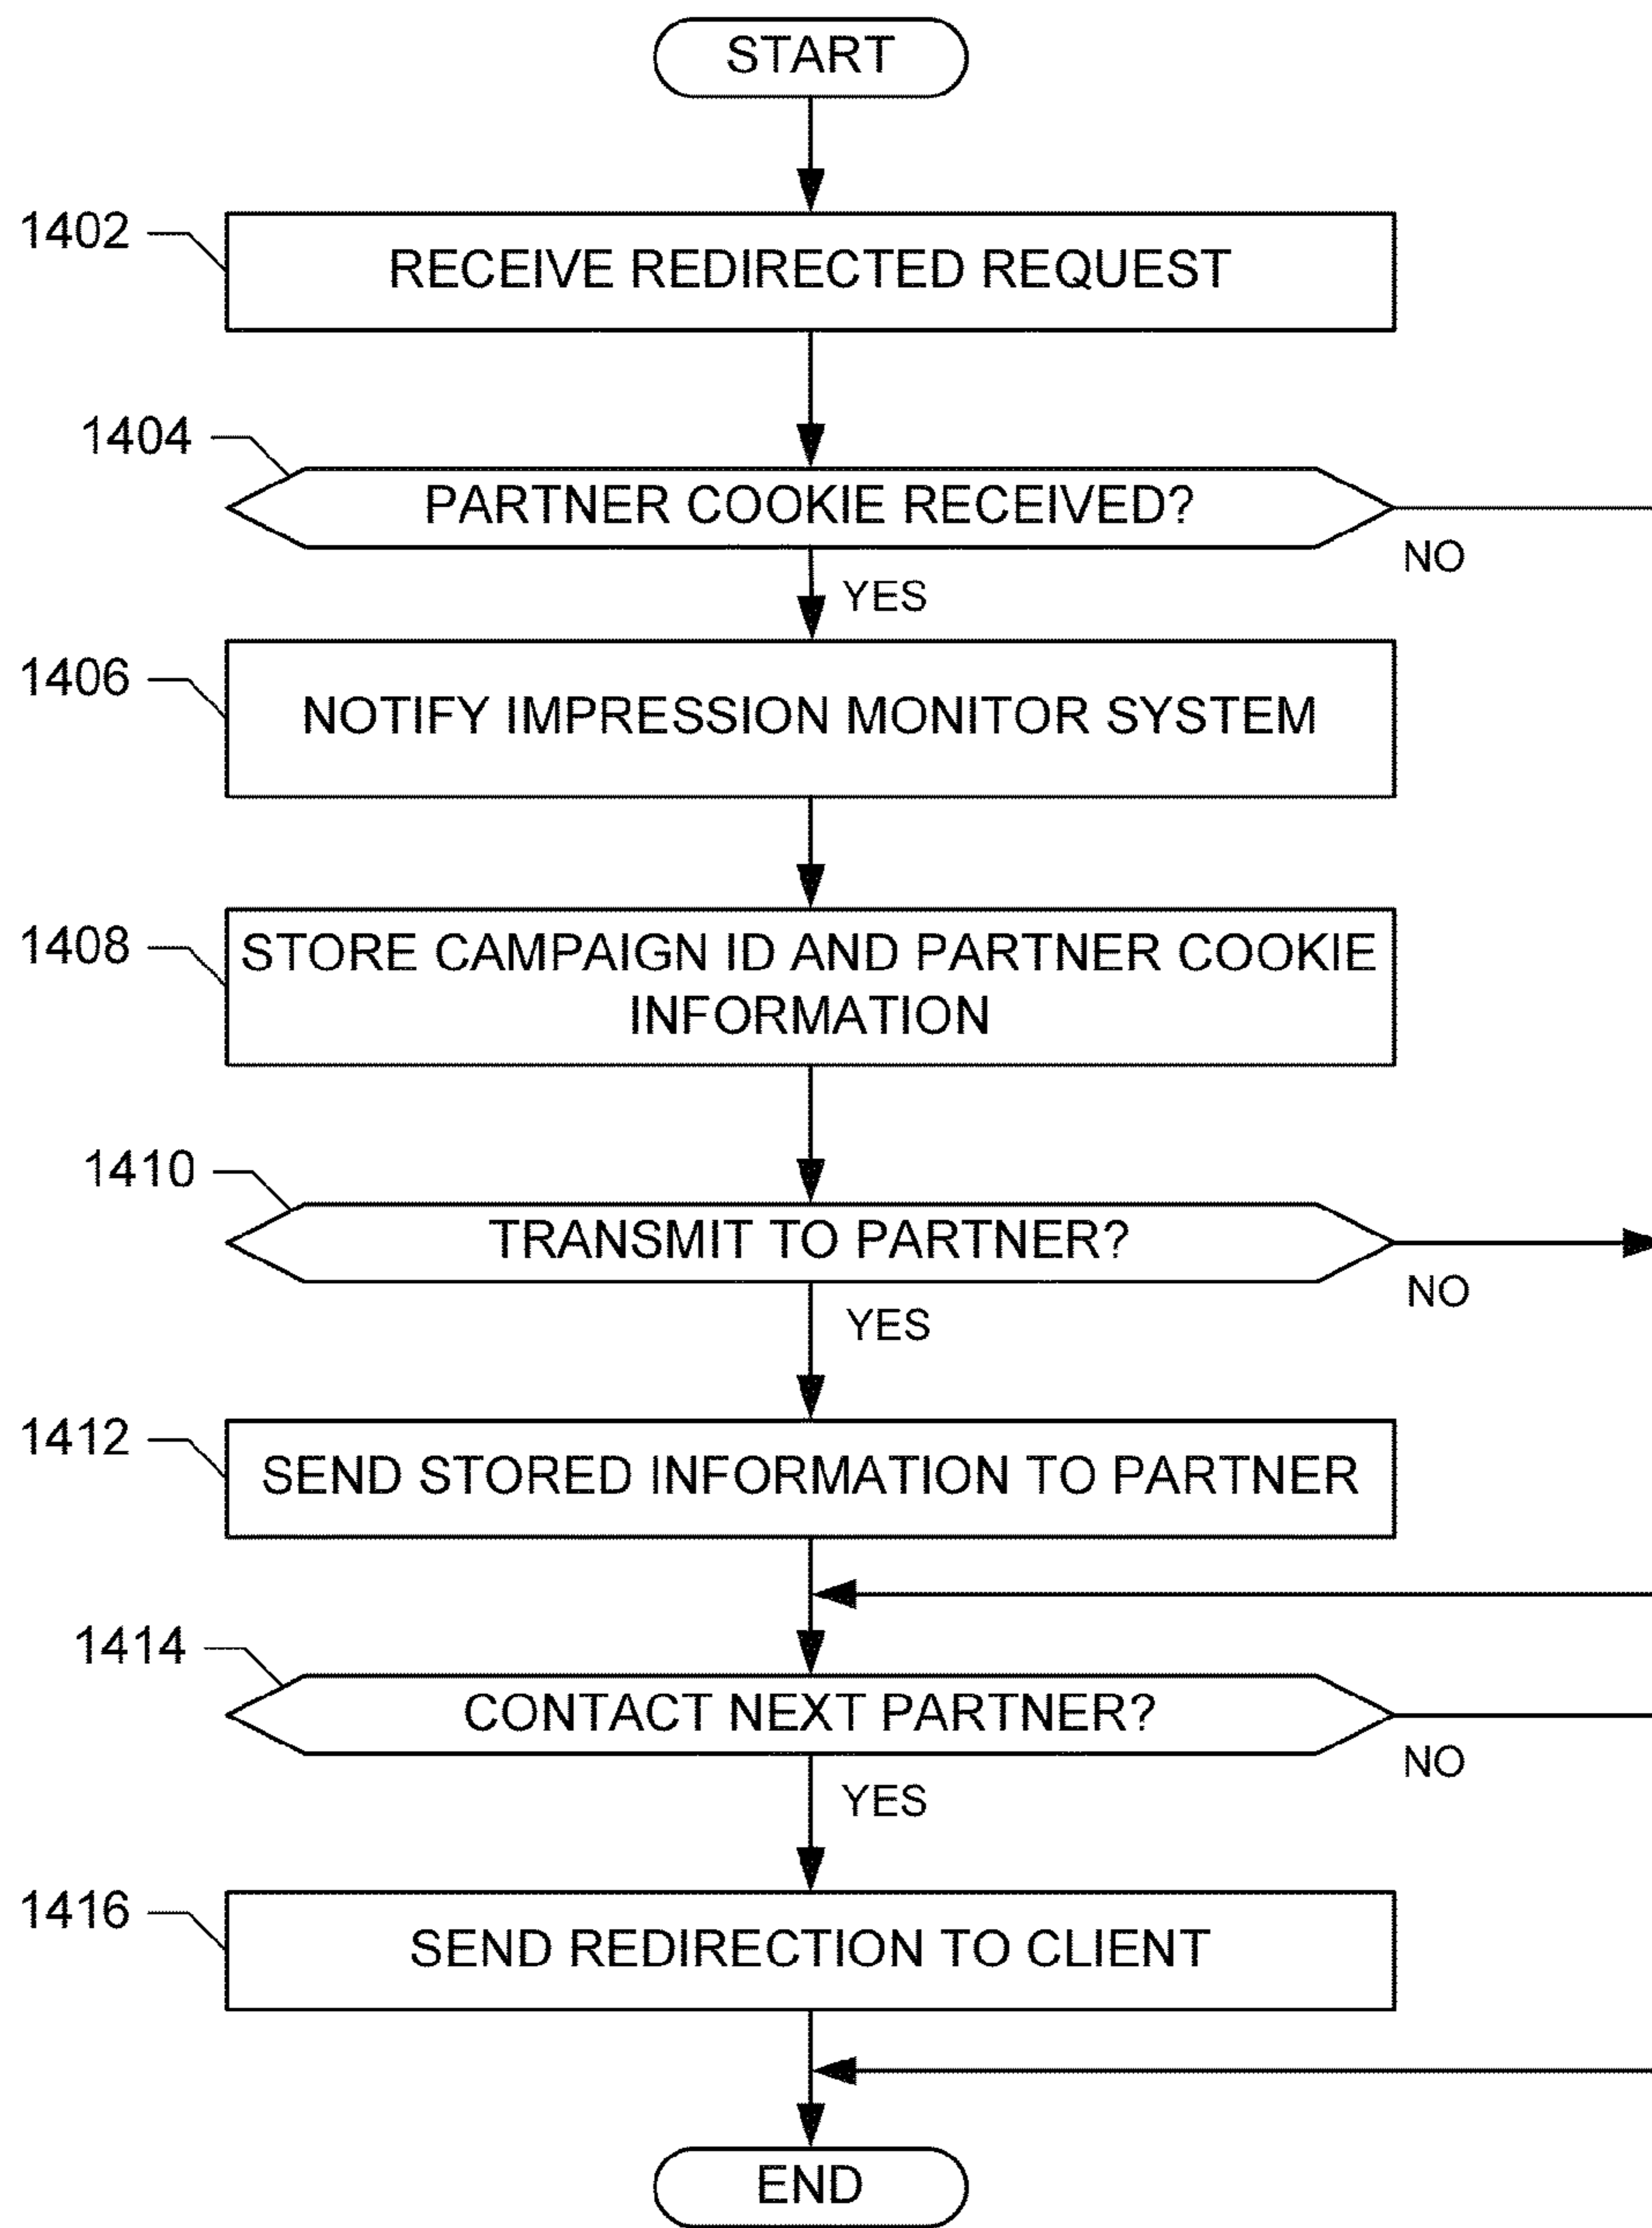 START
1402
RECEIVE REDIRECTED REQUEST
1404
PARTNER COOKIE RECEIVED?
NO
YES
1406
NOTIFY IMPRESSION MONITOR SYSTEM
1408
STORE CAMPAIGN ID AND PARTNER COOKIE
INFORMATION
1410
TRANSMIT TO PARTNER?
NO
YES
1412
SEND STORED INFORMATION TO PARTNER
1414
CONTACT NEXT PARTNER?
NO
YES
1416
SEND REDIRECTION TO CLIENT
END